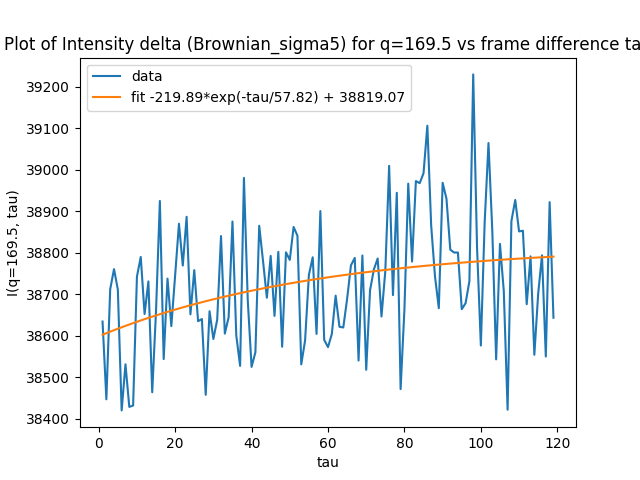 Plot of Intensity delta (Brownian_sigma5) for q=169.5 vs frame difference ta
data
fit -219.89*exp(-tau/57.82) + 38819.07
I(q=169.5, tau)
39200
39100
39000
38900
38800
38700
38600
38500
38400
0 20 40 60 80 100 120
tau